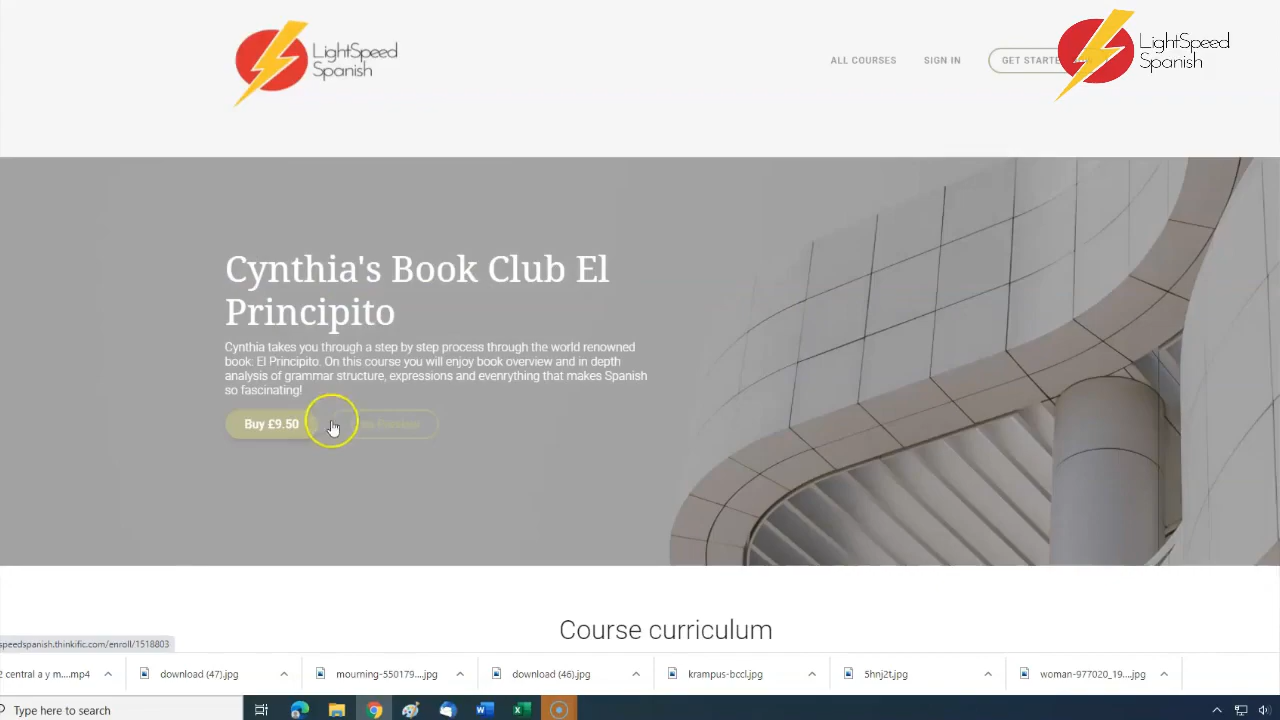 LightSpeed
Spanish
ALL COURSES
SIGN IN
GET STARTE
LightSpeed
Spanish
Cynthia's Book Club El
Principito
Cynthia takes you through a step by step process through the world renowned
book: El Principito. On this course you will enjoy book overview and in depth
analysis of grammar structure, expressions and evenrything that makes Spanish
so fascinating!
Buy £9.50
Course curriculum
speedspanish.thinkific.com/enroll/1518803
2 central a y m....mp4
download (47).jpg
mourning-550179...jpg
download (46).jpg
krampus-bccl.jpg
5hnj2t.jpg
woman-977020_19...jpg
Type here to search